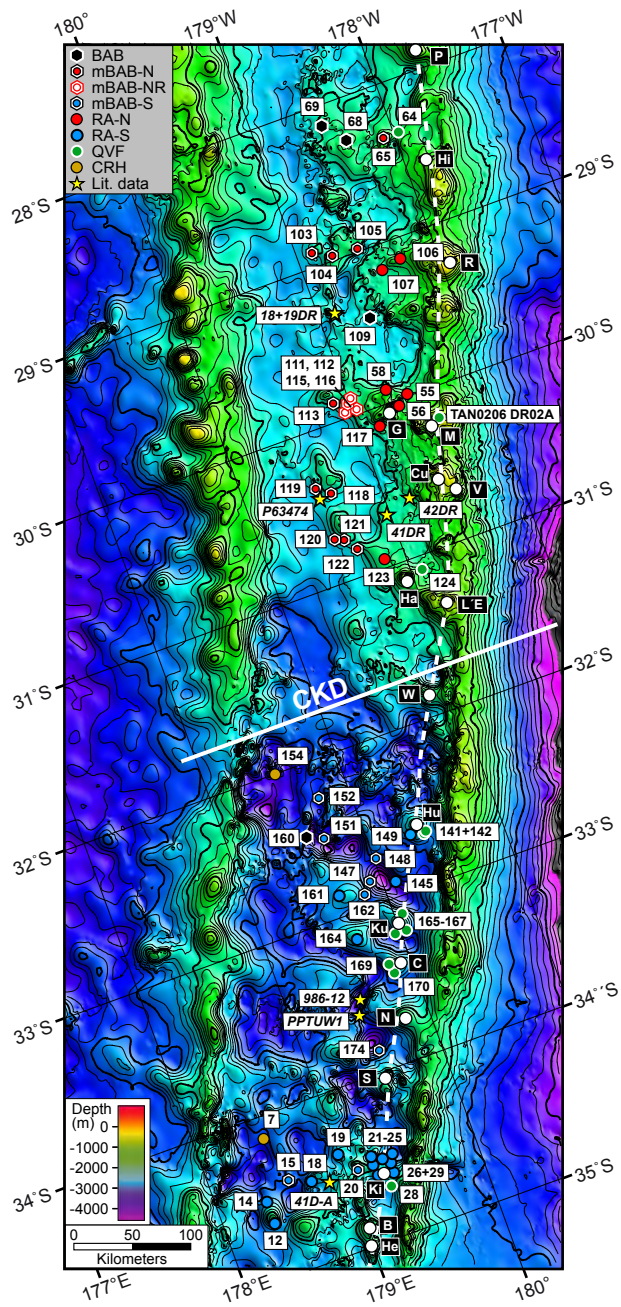 180°
179°W
178°W
177°W
BAB
mBAB-N
mBAB-NR
mBAB-S
RA-N
RA-S
QVF
CRH
Lit. data
P
69
68
64
65
Hi
29°S
28°S
103
105
104
106
R
107
18+19DR
109
30°S
29°S
111, 112
115, 116
58
55
113
56
TAN0206 DR02A
117
G
M
Cu
V
119
118
P63474
42DR
31°S
30°S
121
41DR
120
122
123
124
Ha
L´E
32°S
31°S
CKD
W
154
152
Hu
151
149
141+142
160
33°S
32°S
147
148
145
161
162
165-167
Ku
164
169
C
170
986-12
34°S
33°S
PPTUW1
N
174
S
Depth
(m)
0
-1000
-2000
-3000
-4000
7
19
21-25
15
18
26+29
35°S
34°S
20
Ki
28
14
41D-A
12
B
He
0
50
100
Kilometers
177°E
178°E
179°E
180°